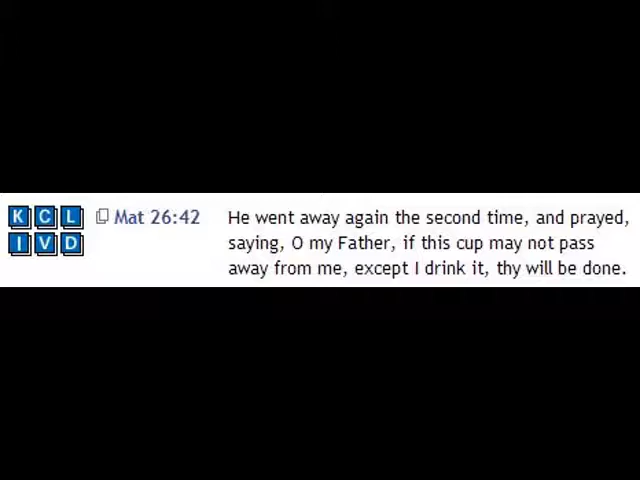 K C L Mat 26:42 He went away again the second time, and prayed,
I V D saying, O my Father, if this cup may not pass
away from me, except I drink it, thy will be done.